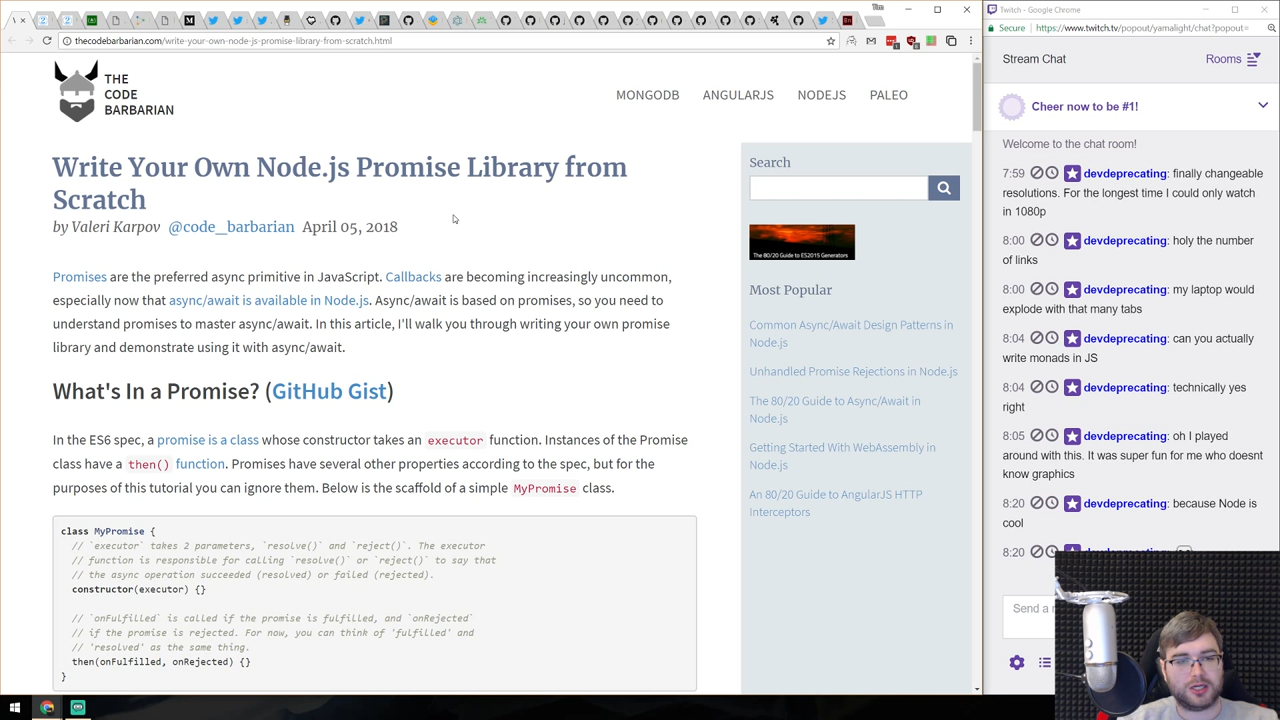 Tim
thecodebarbarian.com/write-your-own-node-js-promise-library-from-scratch.html
THE
CODE
BARBARIAN
MONGODB ANGULARJS NODEJS PALEO
Write Your Own Node.js Promise Library from
Scratch
by Valeri Karpov @code_barbarian April 05, 2018
Promises are the preferred async primitive in JavaScript. Callbacks are becoming increasingly uncommon,
especially now that async/await is available in Node.js. Async/await is based on promises, so you need to
understand promises to master async/await. In this article, I'll walk you through writing your own promise
library and demonstrate using it with async/await.
What's In a Promise? (GitHub Gist)
In the ES6 spec, a promise is a class whose constructor takes an executor function. Instances of the Promise
class have a then() function. Promises have several other properties according to the spec, but for the
purposes of this tutorial you can ignore them. Below is the scaffold of a simple MyPromise class.
class MyPromise {
// `executor` takes 2 parameters, `resolve()` and `reject()`. The executor
// function is responsible for calling `resolve()` or `reject()` to say that
// the async operation succeeded (resolved) or failed (rejected).
constructor(executor) {}
// `onFulfilled` is called if the promise is fulfilled, and `onRejected`
// if the promise is rejected. For now, you can think of 'fulfilled' and
// 'resolved' as the same thing.
then(onFulfilled, onRejected) {}
}
Search
The 80/20 Guide to ES2015 Generators
Most Popular
Common Async/Await Design Patterns in
Node.js
Unhandled Promise Rejections in Node.js
The 80/20 Guide to Async/Await in
Node.js
Getting Started With WebAssembly in
Node.js
An 80/20 Guide to AngularJS HTTP
Interceptors
Twitch - Google Chrome
Secure https://www.twitch.tv/popout/yamalight/chat?popout=
Stream Chat Rooms
Cheer now to be #1!
Welcome to the chat room!
7:59 devdeprecating: finally changeable
resolutions. For the longest time I could only watch
in 1080p
8:00 devdeprecating: holy the number
of links
8:00 devdeprecating: my laptop would
explode with that many tabs
8:04 devdeprecating: can you actually
write monads in JS
8:04 devdeprecating: technically yes
right
8:05 devdeprecating: oh I played
around with this. It was super fun for me who doesnt
know graphics
8:20 devdeprecating: because Node is
cool
8:20 devdeprecating:
Send a